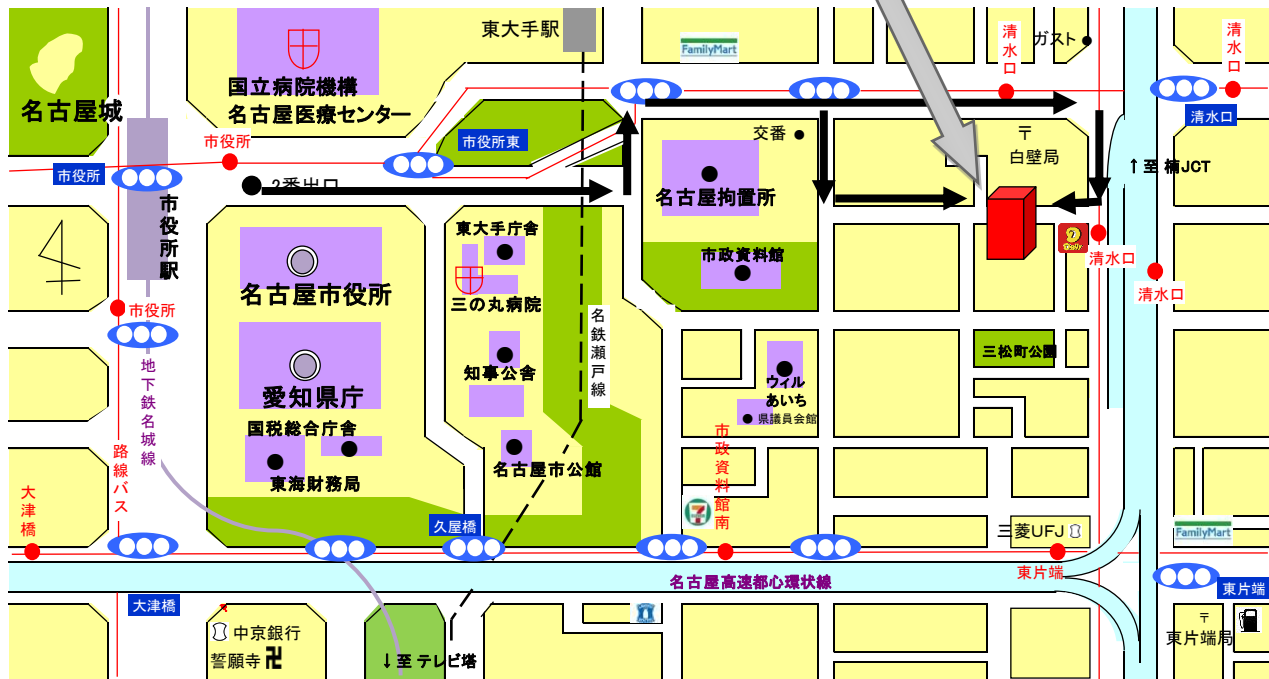 東大手駅
FamilyMart
清水口
ガスト
清水口
国立病院機構
名古屋医療センター
名古屋城
市役所
市役所東
交番
〒
白壁局
清水口
市役所
↑至 楠JCT
2番出口
名古屋拘置所
市役所駅
東大手庁舎
市政資料館
清水口
清水口
名古屋市役所
三の丸病院
市役所
名鉄瀬戸線
地下鉄名城線
知事公舎
三松町公園
愛知県庁
ウィル
あいち
県議員会館
国税総合庁舎
市政資料館南
路線バス
名古屋市公館
東海財務局
大津橋
久屋橋
三菱UFJ
FamilyMart
東片端
名古屋高速都心環状線
東片端
大津橋
中京銀行
誓願寺卍
↓至 テレビ塔
〒
東片端局